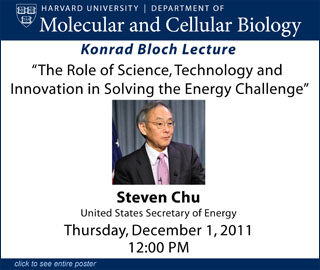 HARVARD UNIVERSITY | DEPARTMENT OF
Molecular and Cellular Biology
Konrad Bloch Lecture
“The Role of Science, Technology and
Innovation in Solving the Energy Challenge”
Steven Chu
United States Secretary of Energy
Thursday, December 1, 2011
12:00 PM
click to see entire poster